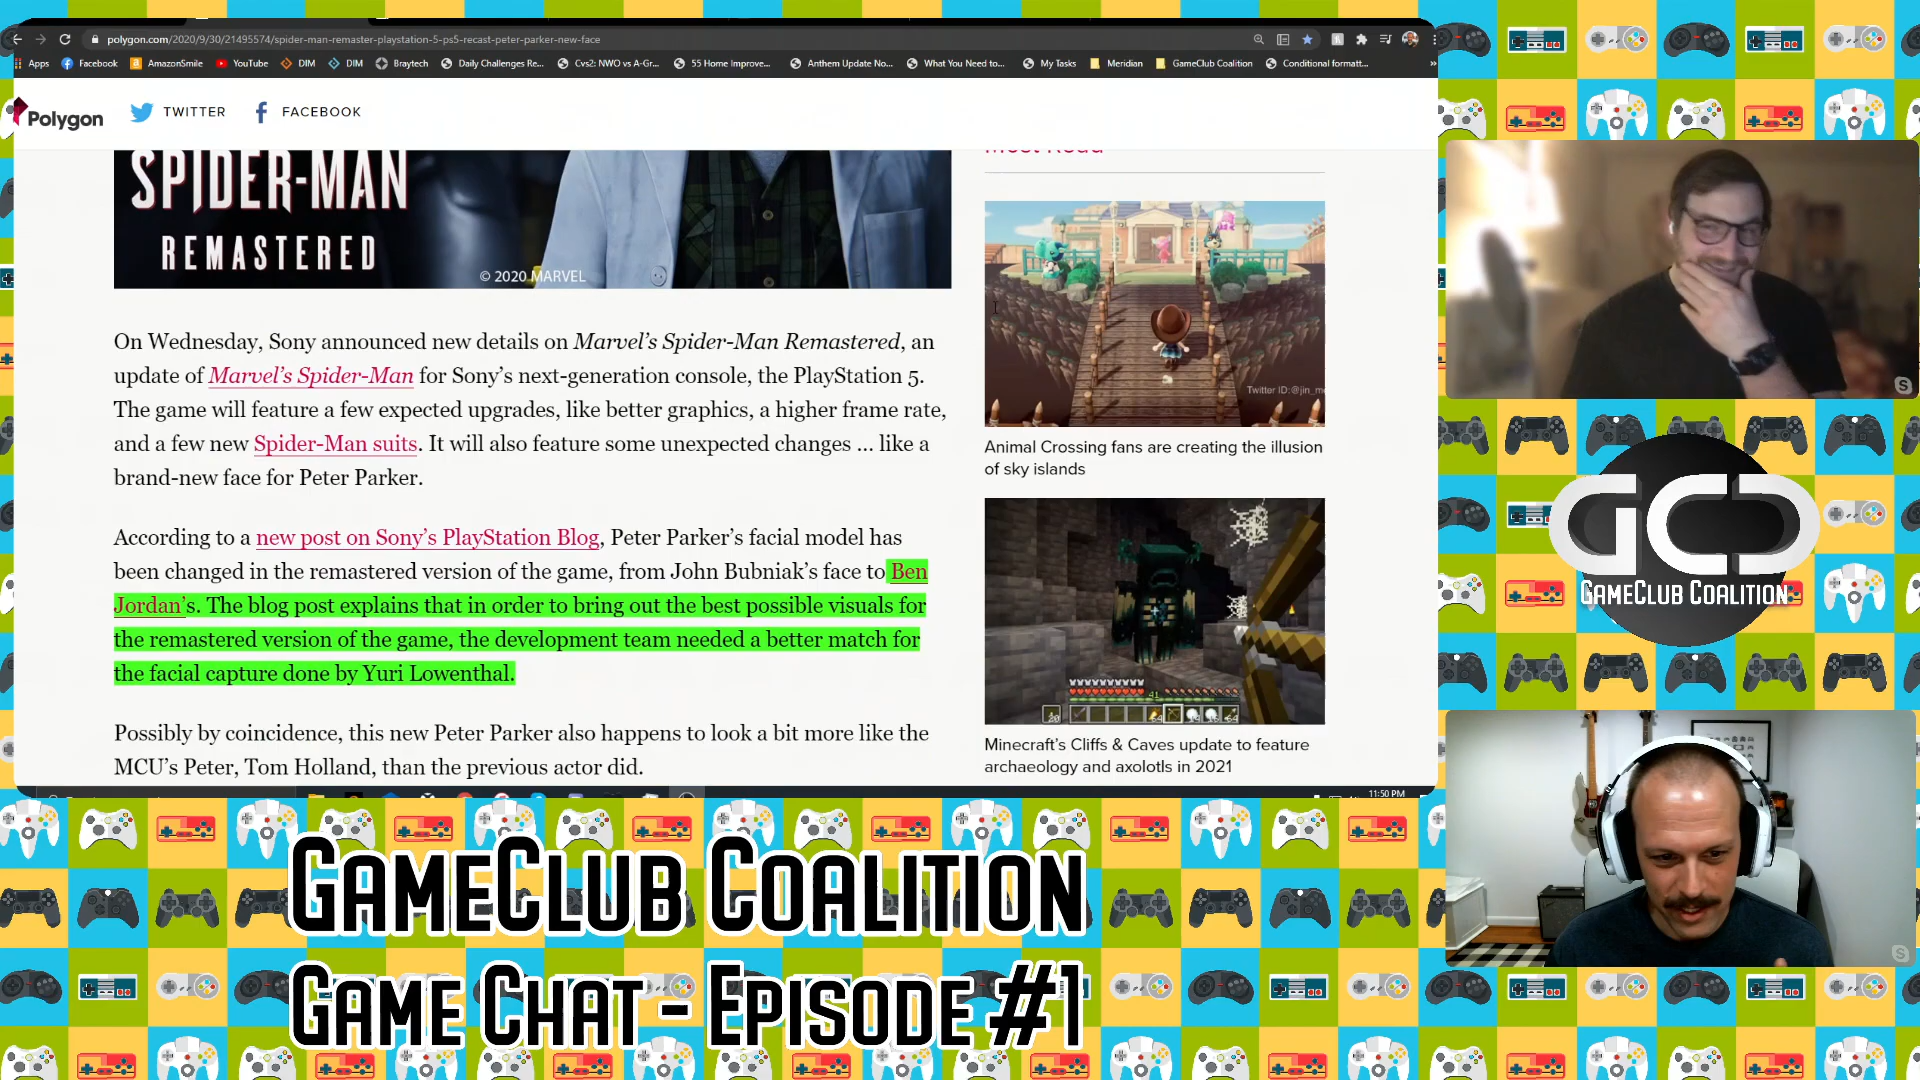 polygon.com/2020/9/30/21495574/spider-man-remaster-playstation-5-ps5-recast-peter-parker-new-face
Apps Facebook AmazonSmile YouTube DIM DIM Braytech Daily Challenges Re... Cvs2: NWO vs A-Gr... 55 Home Improve... Anthem Update No... What You Need to... My Tasks Meridian GameClub Coalition Conditional formatt... »
Polygon TWITTER FACEBOOK
SPIDER-MAN
REMASTERED
© 2020 MARVEL
On Wednesday, Sony announced new details on Marvel's Spider-Man Remastered, an
update of Marvel's Spider-Man for Sony's next-generation console, the PlayStation 5.
The game will feature a few expected upgrades, like better graphics, a higher frame rate,
and a few new Spider-Man suits. It will also feature some unexpected changes ... like a
brand-new face for Peter Parker.
According to a new post on Sony's PlayStation Blog, Peter Parker's facial model has
been changed in the remastered version of the game, from John Bubniak's face to Ben
Jordan's. The blog post explains that in order to bring out the best possible visuals for
the remastered version of the game, the development team needed a better match for
the facial capture done by Yuri Lowenthal.
Possibly by coincidence, this new Peter Parker also happens to look a bit more like the
MCU's Peter, Tom Holland, than the previous actor did.
Most Read
Twitter ID:@jin_m
Animal Crossing fans are creating the illusion
of sky islands
41
Minecraft's Cliffs & Caves update to feature
archaeology and axolotls in 2021
11:50 PM
GCC
GameClub Coalition
GameClub Coalition
Game Chat - Episode #1